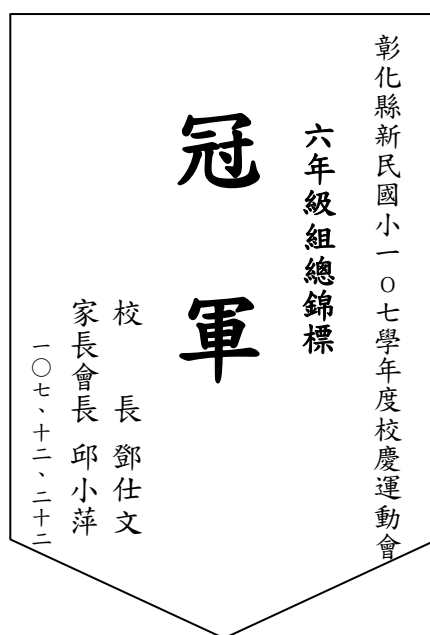 彰化縣新民國小一０七學年度校慶運動會
六年級組總錦標
冠軍
校　　長 鄧仕文
家長會長 邱小萍
一〇七、十二、二十二